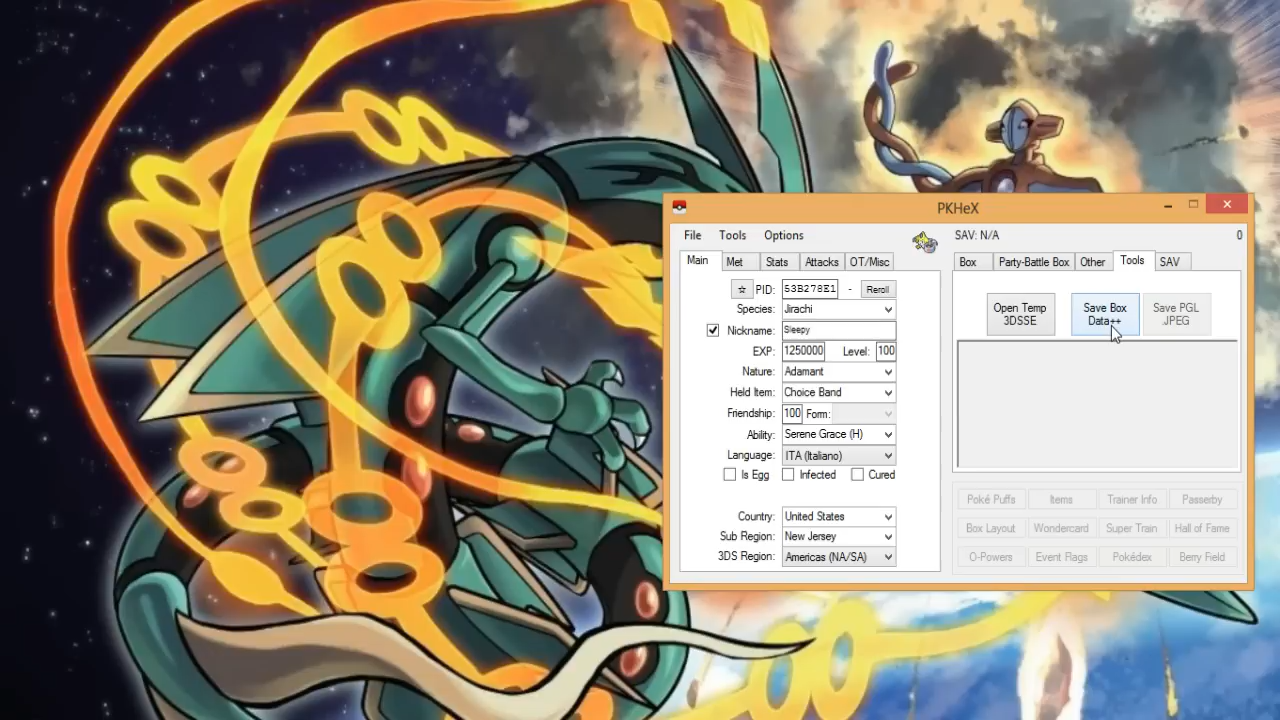 PKHeX
File Tools Options
SAV: N/A 0
Main Met Stats Attacks OT/Misc
Box Party-Battle Box Other Tools SAV
☆ PID: 53B278E1 - Reroll
Species: Jirachi
Nickname: Sleepy
EXP: 1250000 Level: 100
Nature: Adamant
Held Item: Choice Band
Friendship: 100 Form:
Ability: Serene Grace (H)
Language: ITA (Italiano)
Is Egg Infected Cured
Country: United States
Sub Region: New Jersey
3DS Region: Americas (NA/SA)
Open Temp Save Box Save PGL
3DSSE Data++ .JPEG
Poké Puffs Items Trainer Info Passerby
Box Layout Wondercard Super Train Hall of Fame
O-Powers Event Flags Pokédex Berry Field